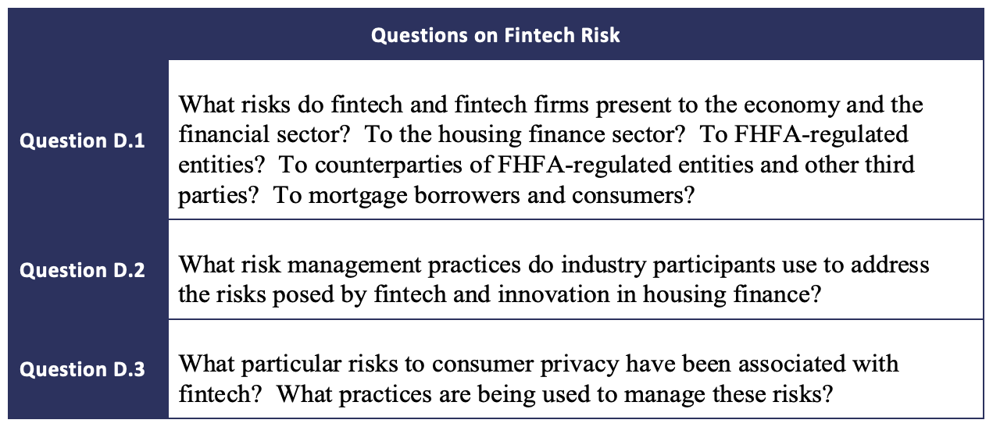 Questions on Fintech Risk
Question D.1
What risks do fintech and fintech firms present to the economy and the
financial sector?  To the housing finance sector?  To FHFA-regulated
entities?  To counterparties of FHFA-regulated entities and other third
parties?  To mortgage borrowers and consumers?
Question D.2
What risk management practices do industry participants use to address
the risks posed by fintech and innovation in housing finance?
Question D.3
What particular risks to consumer privacy have been associated with
fintech?  What practices are being used to manage these risks?